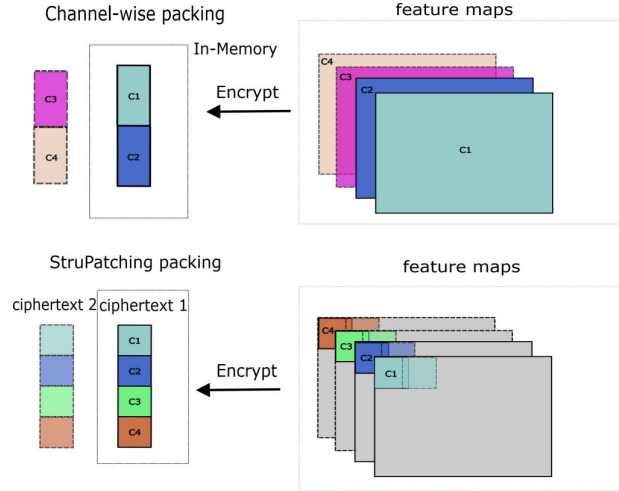 Channel-wise packing
feature maps
In-Memory
C3
C4
C1
C2
Encrypt
C4
C3
C2
C1
StruPatching packing
feature maps
ciphertext 2
ciphertext 1
C1
C2
C3
C4
Encrypt
C4
C3
C2
C1